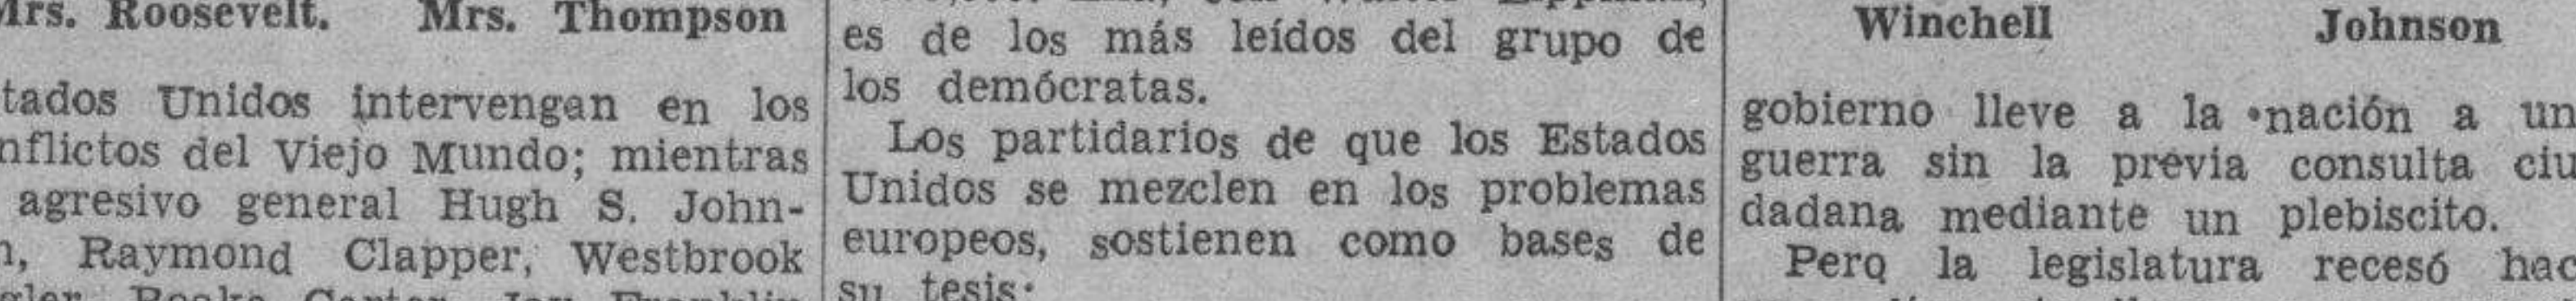 Mrs. Roosevelt. Mrs. Thompson
tados Unidos intervengan en los
nflictos del Viejo Mundo; mientras
agresivo general Hugh S. John-
n, Raymond Clapper, Westbrook
es de los más leídos del grupo de
los demócratas.
Los partidarios de que los Estados
Unidos se mezclen en los problemas
europeos, sostienen como bases de
su tesis:
Winchell Johnson
gobierno lleve a la nación a un
guerra sin la previa consulta ciu
dadana mediante un plebiscito.
Pero la legislatura recesó hac